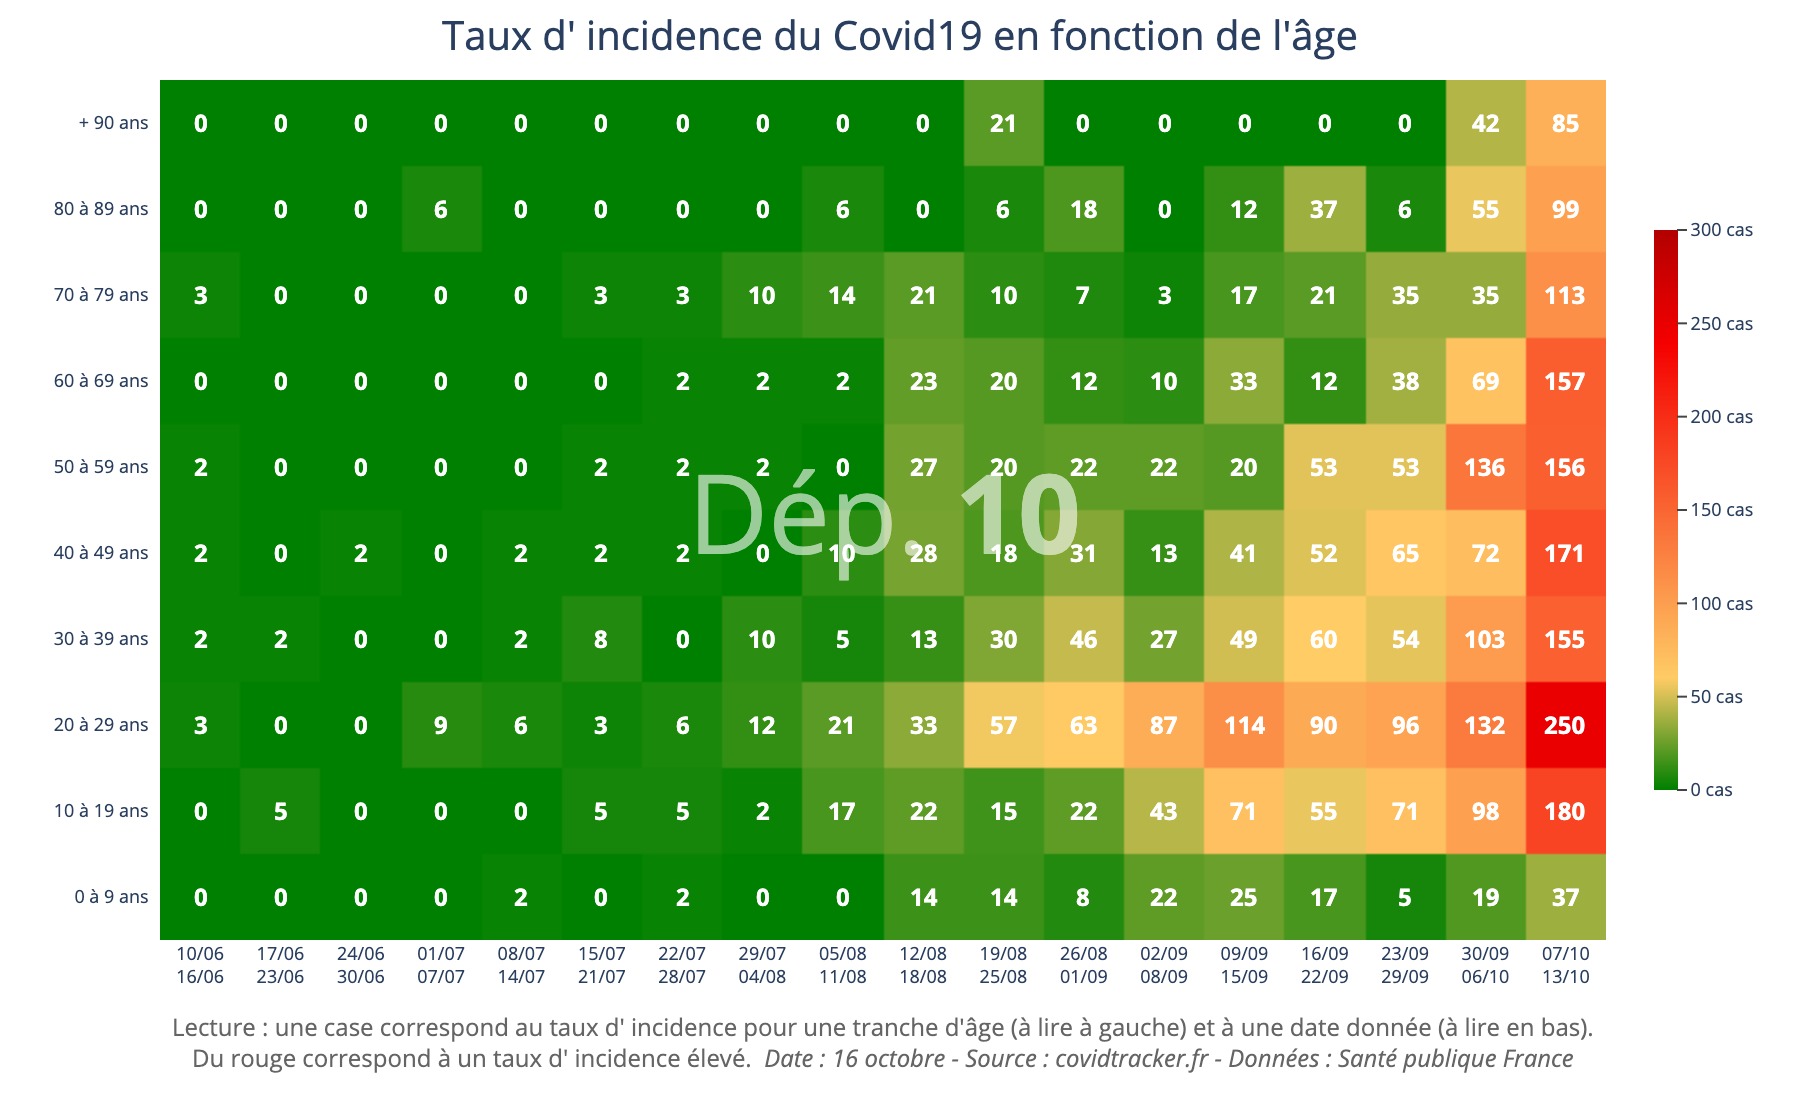 Taux d' incidence du Covid19 en fonction de l'âge
+ 90 ans 0 0 0 0 0 0 0 0 0 0 21 0 0 0 0 0 42 85
80 à 89 ans 0 0 0 6 0 0 0 0 6 0 6 18 0 12 37 6 55 99
70 à 79 ans 3 0 0 0 0 3 3 10 14 21 10 7 3 17 21 35 35 113
60 à 69 ans 0 0 0 0 0 0 2 2 2 23 20 12 10 33 12 38 69 157
50 à 59 ans 2 0 0 0 0 2 2 2 0 27 20 22 22 20 53 53 136 156
Dép. 10
40 à 49 ans 2 0 2 0 2 2 2 0 10 28 18 31 13 41 52 65 72 171
30 à 39 ans 2 2 0 0 2 8 0 10 5 13 30 46 27 49 60 54 103 155
20 à 29 ans 3 0 0 9 6 3 6 12 21 33 57 63 87 114 90 96 132 250
10 à 19 ans 0 5 0 0 0 5 5 2 17 22 15 22 43 71 55 71 98 180
0 à 9 ans 0 0 0 0 2 0 2 0 0 14 14 8 22 25 17 5 19 37
10/06 17/06 24/06 01/07 08/07 15/07 22/07 29/07 05/08 12/08 19/08 26/08 02/09 09/09 16/09 23/09 30/09 07/10
16/06 23/06 30/06 07/07 14/07 21/07 28/07 04/08 11/08 18/08 25/08 01/09 08/09 15/09 22/09 29/09 06/10 13/10
300 cas
250 cas
200 cas
150 cas
100 cas
50 cas
0 cas
Lecture : une case correspond au taux d' incidence pour une tranche d'âge (à lire à gauche) et à une date donnée (à lire en bas).
Du rouge correspond à un taux d' incidence élevé. Date : 16 octobre - Source : covidtracker.fr - Données : Santé publique France